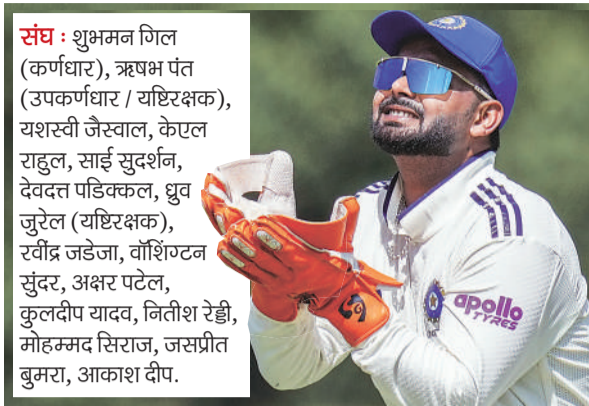 संघ : शुभमन गिल
(कर्णधार), ऋषभ पंत
(उपकर्णधार / यष्टिरक्षक),
यशस्वी जैस्वाल, केएल
राहुल, साई सुदर्शन,
देवदत्त पडिक्कल, ध्रुव
जुरेल (यष्टिरक्षक),
रवींद्र जडेजा, वॉशिंग्टन
सुंदर, अक्षर पटेल,
कुलदीप यादव, नितीश रेड्डी,
मोहम्मद सिराज, जसप्रीत
बुमरा, आकाश दीप.
apollo
TYRES
SG